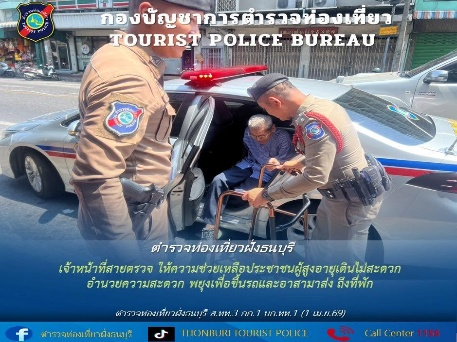 กองบัญชาการตำรวจท่องเที่ยว
TOURIST POLICE BUREAU
ตำรวจท่องเที่ยวฝั่งธนบุรี
เจ้าหน้าที่สายตรวจ ให้ความช่วยเหลือประชาชนผู้สูงอายุเดินไม่สะดวก
อำนวยความสะดวก พยุงเพื่อขึ้นรถและอาสามาส่ง ถึงที่พัก
ตำรวจท่องเที่ยวฝั่งธนบุรี ส.ทท.1 กก.1 บก.ทท.1 (1 เม.ย.69)
ตำรวจท่องเที่ยวฝั่งธนบุรี
THONBURI TOURIST POLICE
Call Center 1155